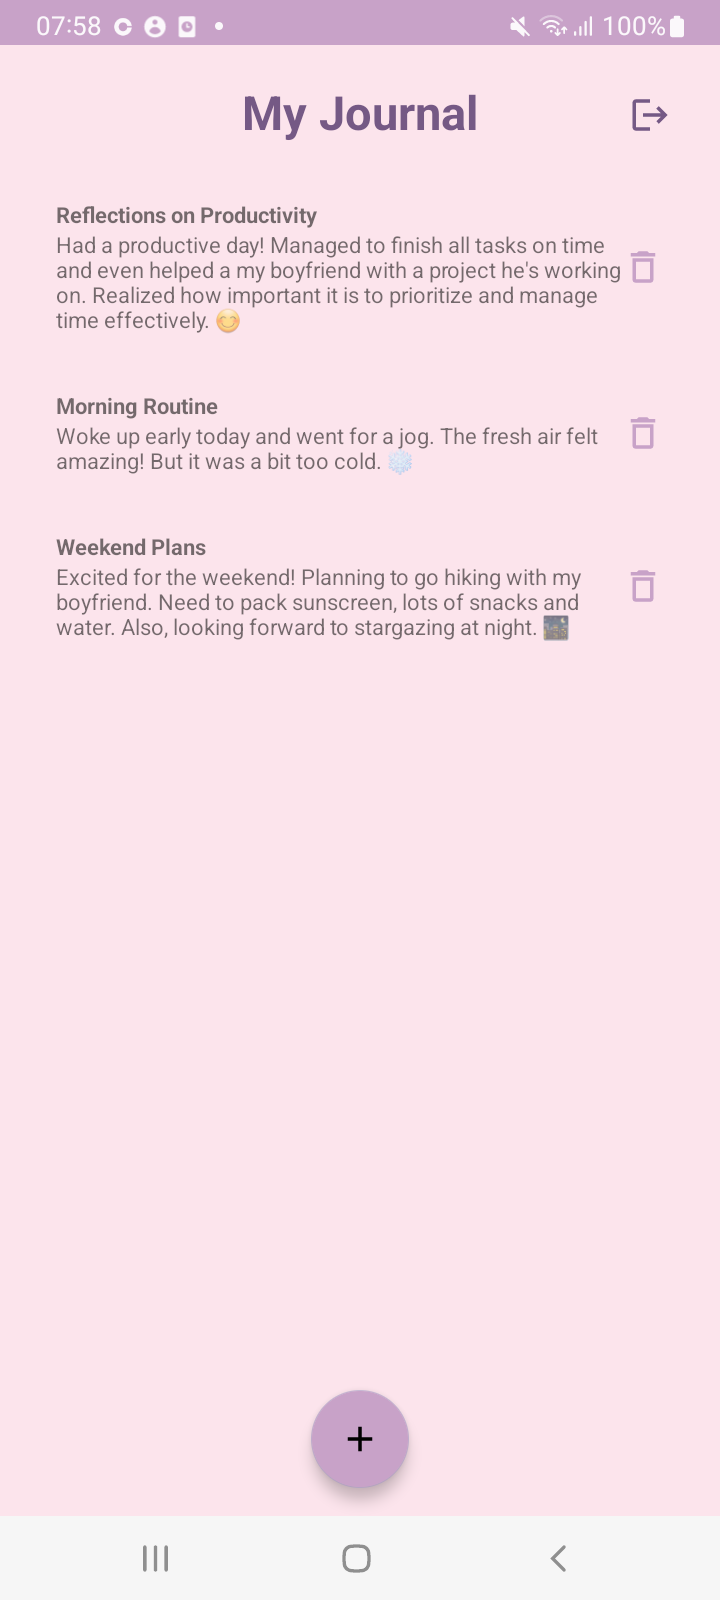 07:58
100%
My Journal
Reflections on Productivity
Had a productive day! Managed to finish all tasks on time
and even helped a my boyfriend with a project he's working
on. Realized how important it is to prioritize and manage
time effectively. 😊
Morning Routine
Woke up early today and went for a jog. The fresh air felt
amazing! But it was a bit too cold. ❄️
Weekend Plans
Excited for the weekend! Planning to go hiking with my
boyfriend. Need to pack sunscreen, lots of snacks and
water. Also, looking forward to stargazing at night. 🌃